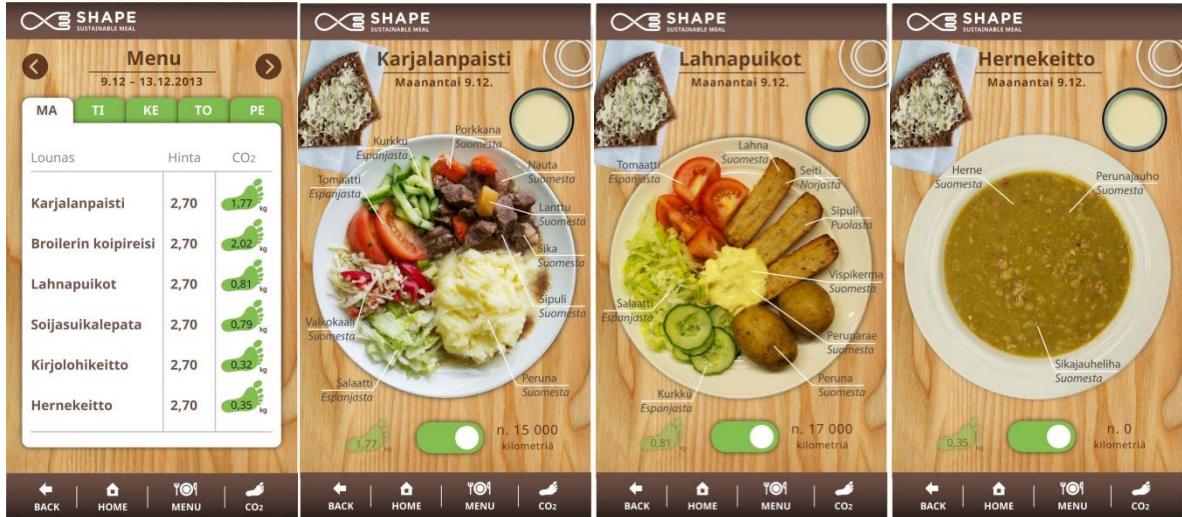 SHAPE
SUSTAINABLE MEAL
Menu
9.12 – 13.12.2013
MA TI KE TO PE
Lounas Hinta CO2
Karjalanpaisti 2,70 1,77 kg
Broilerin koipireisi 2,70 2,02 kg
Lahnapuikot 2,70 0,81 kg
Soijasuikalepata 2,70 0,79 kg
Kirjolohikeitto 2,70 0,32 kg
Hernekeitto 2,70 0,35 kg
BACK HOME MENU CO2
SHAPE
SUSTAINABLE MEAL
Karjalanpaisti
Maanantai 9.12.
Porkkana
Suomesta
Kurkku
Espanjasta
Nauta
Suomesta
Tomaatti
Espanjasta
Lanttu
Suomesta
Sika
Suomesta
Sipuli
Suomesta
Valkokaali
Suomesta
Peruna
Suomesta
Salaatti
Espanjasta
1,77 kg
n. 15 000
kilometriä
BACK HOME MENU CO2
SHAPE
SUSTAINABLE MEAL
Lahnapuikot
Maanantai 9.12.
Lahna
Suomesta
Tomaatti
Espanjasta
Seiti
Norjasta
Sipuli
Puolasta
Vispikerma
Suomesta
Salaatti
Espanjasta
Perunarae
Suomesta
Peruna
Suomesta
Kurkku
Espanjasta
0,81 kg
n. 17 000
kilometriä
BACK HOME MENU CO2
SHAPE
SUSTAINABLE MEAL
Hernekeitto
Maanantai 9.12.
Herne
Suomesta
Perunajauho
Suomesta
Sikajauheliha
Suomesta
0,35 kg
n. 0
kilometriä
BACK HOME MENU CO2